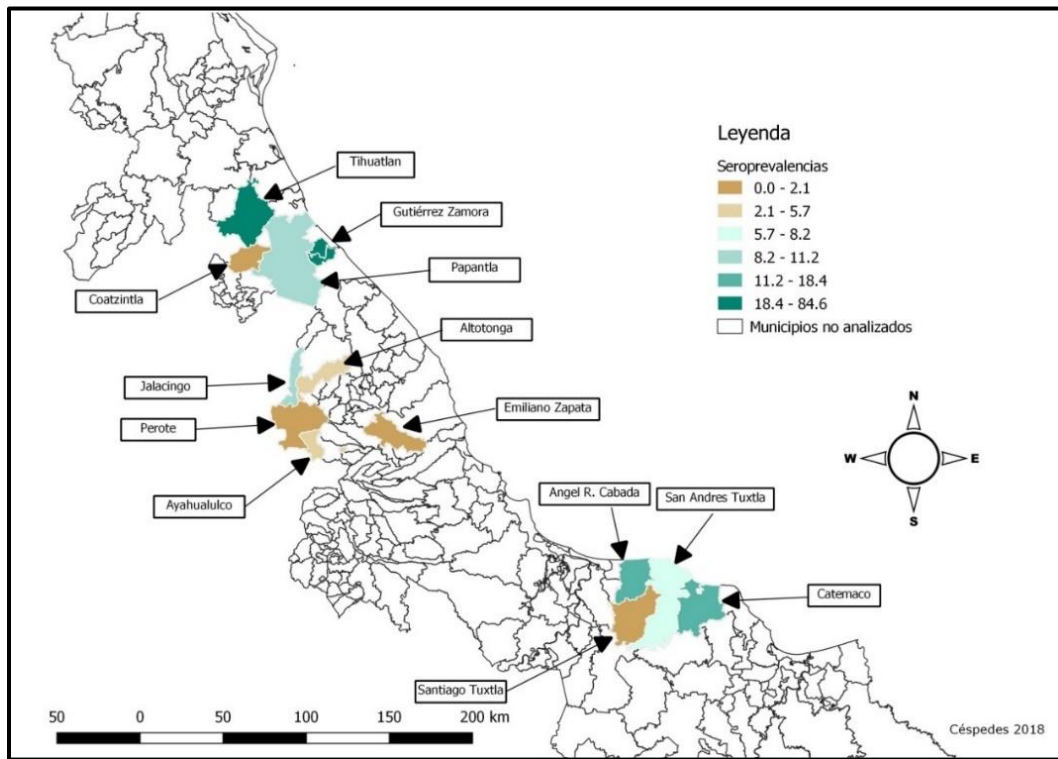 Leyenda
Seroprevalencias
0.0 - 2.1
2.1 - 5.7
5.7 - 8.2
8.2 - 11.2
11.2 - 18.4
18.4 - 84.6
Municipios no analizados
Tihuatlan
Gutiérrez Zamora
Papantla
Coatzintla
Altotonga
Jalacingo
Emiliano Zapata
Perote
Ayahualulco
Angel R. Cabada
San Andres Tuxtla
Catemaco
Santiago Tuxtla
N
W E
S
50 0 50 100 150 200 km
Céspedes 2018